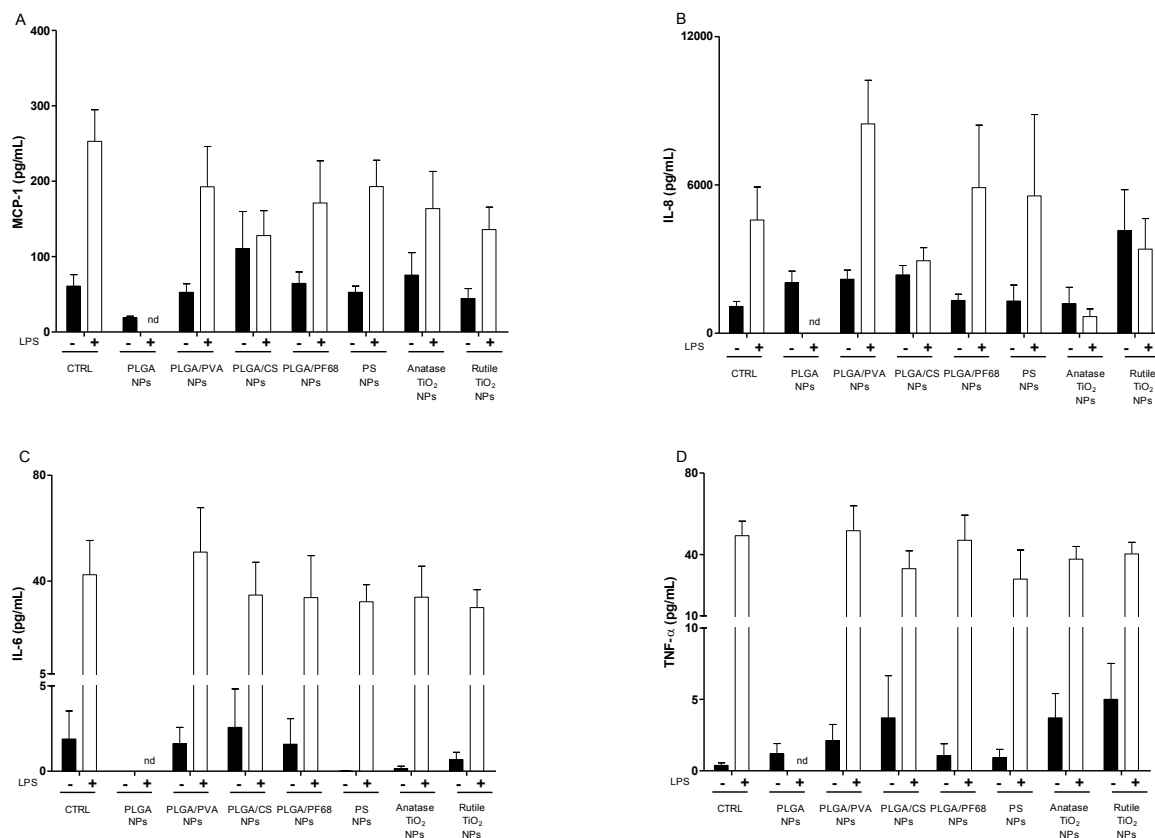 A
MCP-1 (pg/mL)
400
300
200
100
0
nd
LPS - + - + - + - + - + - + - + - +
CTRL PLGA PLGA/PVA PLGA/CS PLGA/PF68 PS Anatase Rutile
NPs NPs NPs NPs NPs TiO₂ TiO₂
NPs NPs
B
IL-8 (pg/mL)
12000
6000
0
nd
LPS - + - + - + - + - + - + - + - +
CTRL PLGA PLGA/PVA PLGA/CS PLGA/PF68 PS Anatase Rutile
NPs NPs NPs NPs NPs TiO₂ TiO₂
NPs NPs
C
IL-6 (pg/mL)
80
40
5
5
0
nd
LPS - + - + - + - + - + - + - + - +
CTRL PLGA PLGA/PVA PLGA/CS PLGA/PF68 PS Anatase Rutile
NPs NPs NPs NPs NPs TiO₂ TiO₂
NPs NPs
D
TNF-α (pg/mL)
80
40
10
10
5
0
nd
LPS - + - + - + - + - + - + - + - +
CTRL PLGA PLGA/PVA PLGA/CS PLGA/PF68 PS Anatase Rutile
NPs NPs NPs NPs NPs TiO₂ TiO₂
NPs NPs